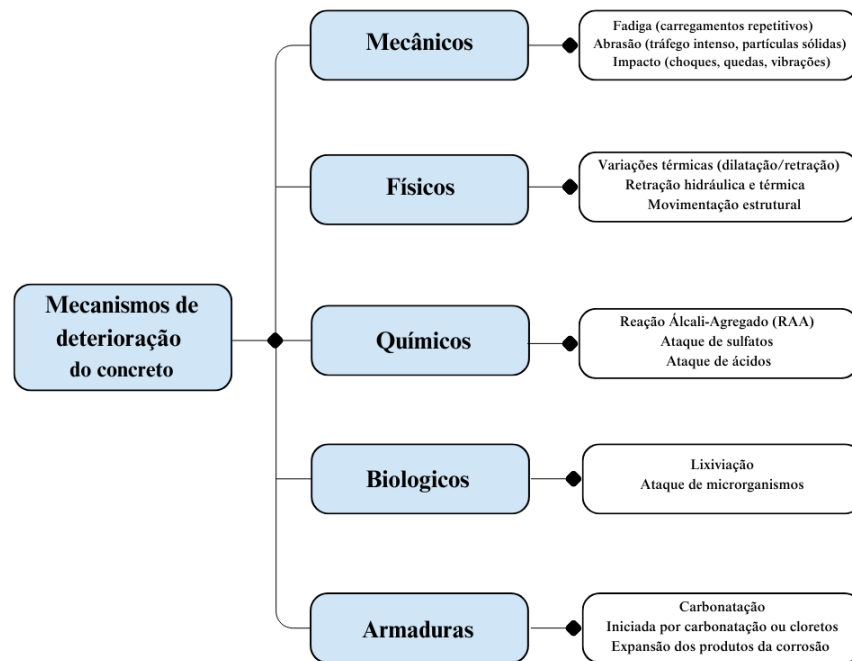 Mecanismos de
deterioração
do concreto
Mecânicos
Fadiga (carregamentos repetitivos)
Abrasão (tráfego intenso, partículas sólidas)
Impacto (choques, quedas, vibrações)
Físicos
Variações térmicas (dilatação/retração)
Retração hidráulica e térmica
Movimentação estrutural
Químicos
Reação Álcali-Agregado (RAA)
Ataque de sulfatos
Ataque de ácidos
Biologicos
Lixiviação
Ataque de microrganismos
Armaduras
Carbonatação
Iniciada por carbonatação ou cloretos
Expansão dos produtos da corrosão